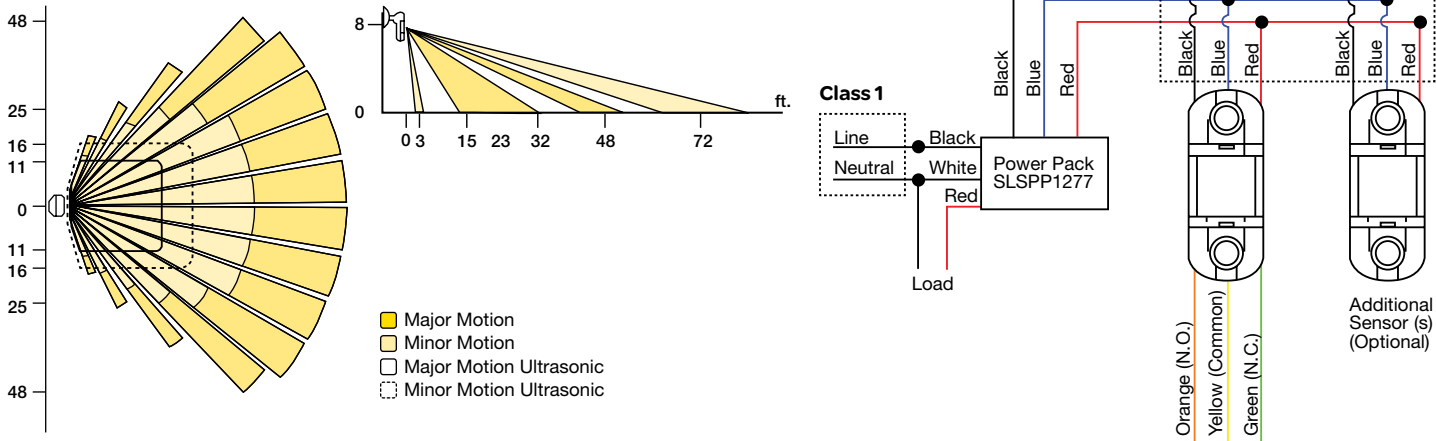 48
25
16
11
0
11
16
25
48
8
0
ft.
0 3 15 23 32 48 72
Major Motion
Minor Motion
Major Motion Ultrasonic
Minor Motion Ultrasonic
Class 1
Line
Neutral
Black
White
Red
Black
Blue
Red
Power Pack
SLSPP1277
Load
Black
Blue
Red
Black
Blue
Red
Orange (N.O.)
Yellow (Common)
Green (N.C.)
Additional
Sensor (s)
(Optional)